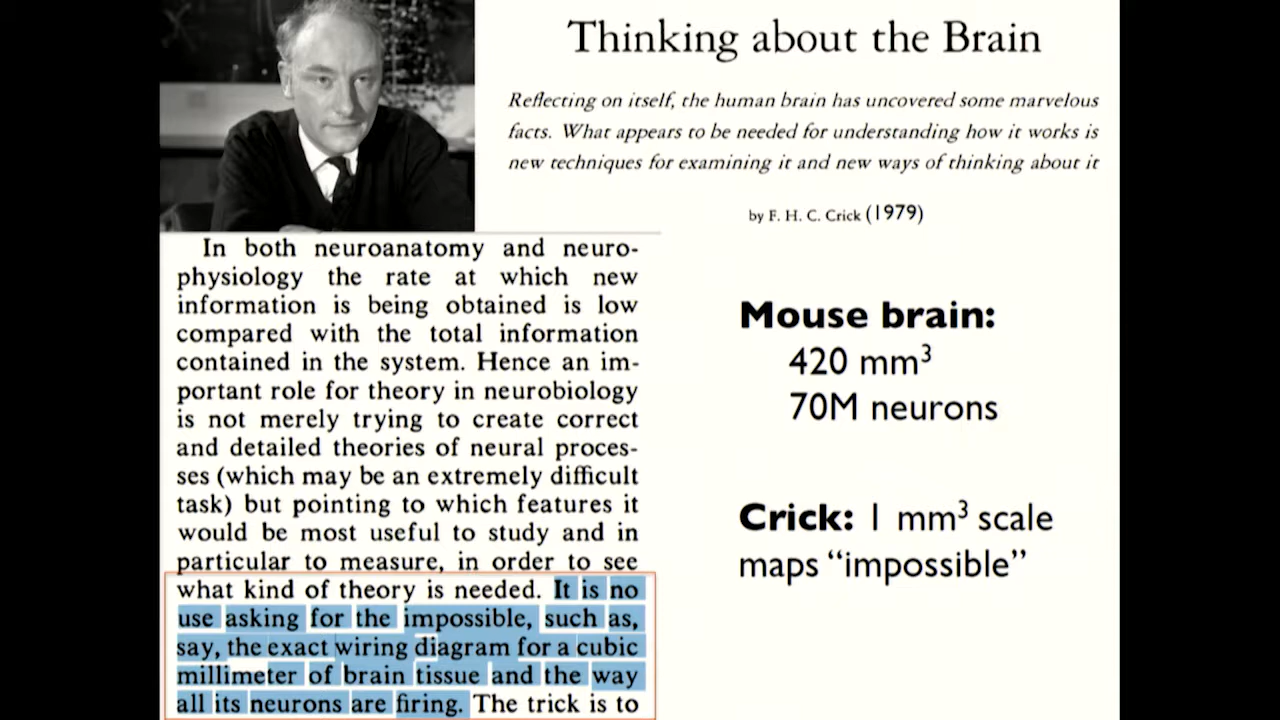 Thinking about the Brain
Reflecting on itself, the human brain has uncovered some marvelous
facts. What appears to be needed for understanding how it works is
new techniques for examining it and new ways of thinking about it
by F. H. C. Crick (1979)
In both neuroanatomy and neuro-
physiology the rate at which new
information is being obtained is low
compared with the total information
contained in the system. Hence an im-
portant role for theory in neurobiology
is not merely trying to create correct
and detailed theories of neural proces-
ses (which may be an extremely difficult
task) but pointing to which features it
would be most useful to study and in
particular to measure, in order to see
what kind of theory is needed. It is no
use asking for the impossible, such as,
say, the exact wiring diagram for a cubic
millimeter of brain tissue and the way
all its neurons are firing. The trick is to
Mouse brain:
420 mm³
70M neurons
Crick: 1 mm³ scale
maps “impossible”